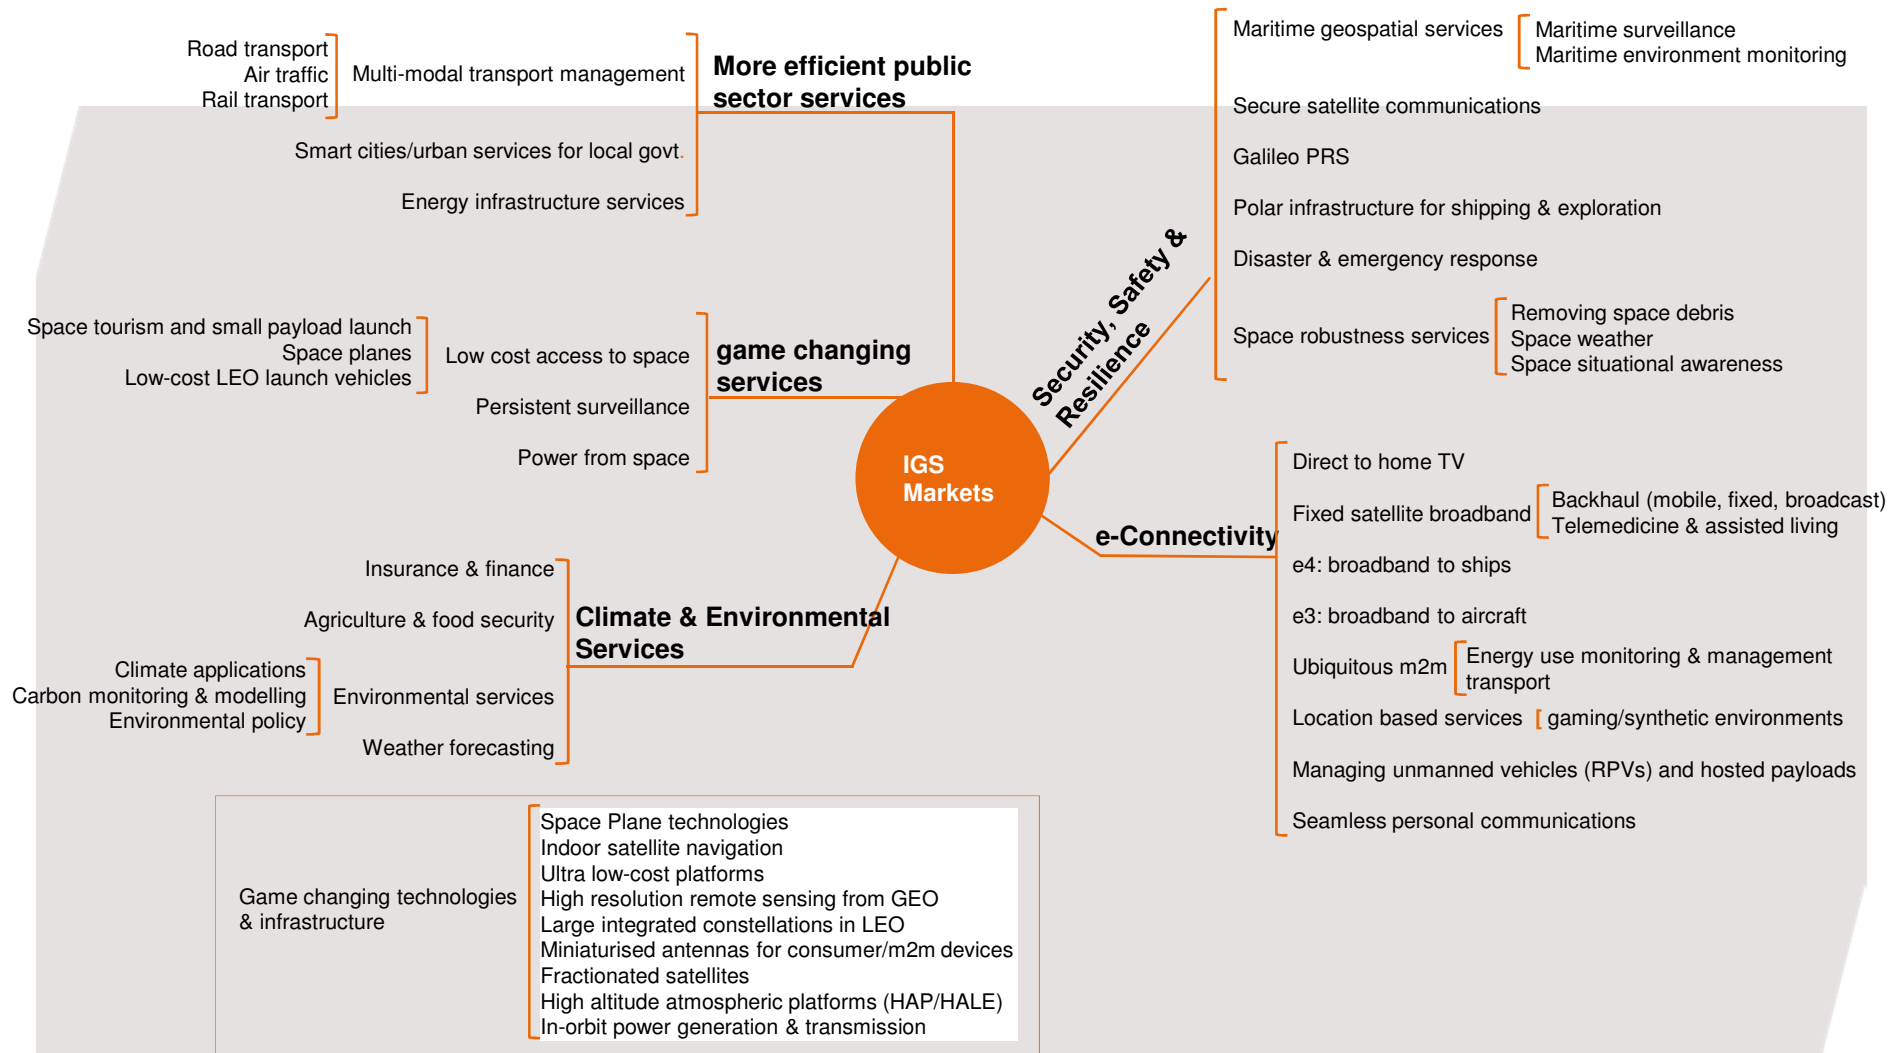 Road transport
Air traffic
Rail transport
Multi-modal transport management
Smart cities/urban services for local govt.
Energy infrastructure services
More efficient public
sector services
Space tourism and small payload launch
Space planes
Low-cost LEO launch vehicles
Low cost access to space
Persistent surveillance
Power from space
game changing
services
IGS
Markets
Insurance & finance
Agriculture & food security
Climate applications
Carbon monitoring & modelling
Environmental policy
Environmental services
Weather forecasting
Climate & Environmental
Services
Security, Safety &
Resilience
Maritime geospatial services
Maritime surveillance
Maritime environment monitoring
Secure satellite communications
Galileo PRS
Polar infrastructure for shipping & exploration
Disaster & emergency response
Space robustness services
Removing space debris
Space weather
Space situational awareness
e-Connectivity
Direct to home TV
Fixed satellite broadband
Backhaul (mobile, fixed, broadcast)
Telemedicine & assisted living
e4: broadband to ships
e3: broadband to aircraft
Ubiquitous m2m
Energy use monitoring & management
transport
Location based services
gaming/synthetic environments
Managing unmanned vehicles (RPVs) and hosted payloads
Seamless personal communications
Game changing technologies
& infrastructure
Space Plane technologies
Indoor satellite navigation
Ultra low-cost platforms
High resolution remote sensing from GEO
Large integrated constellations in LEO
Miniaturised antennas for consumer/m2m devices
Fractionated satellites
High altitude atmospheric platforms (HAP/HALE)
In-orbit power generation & transmission